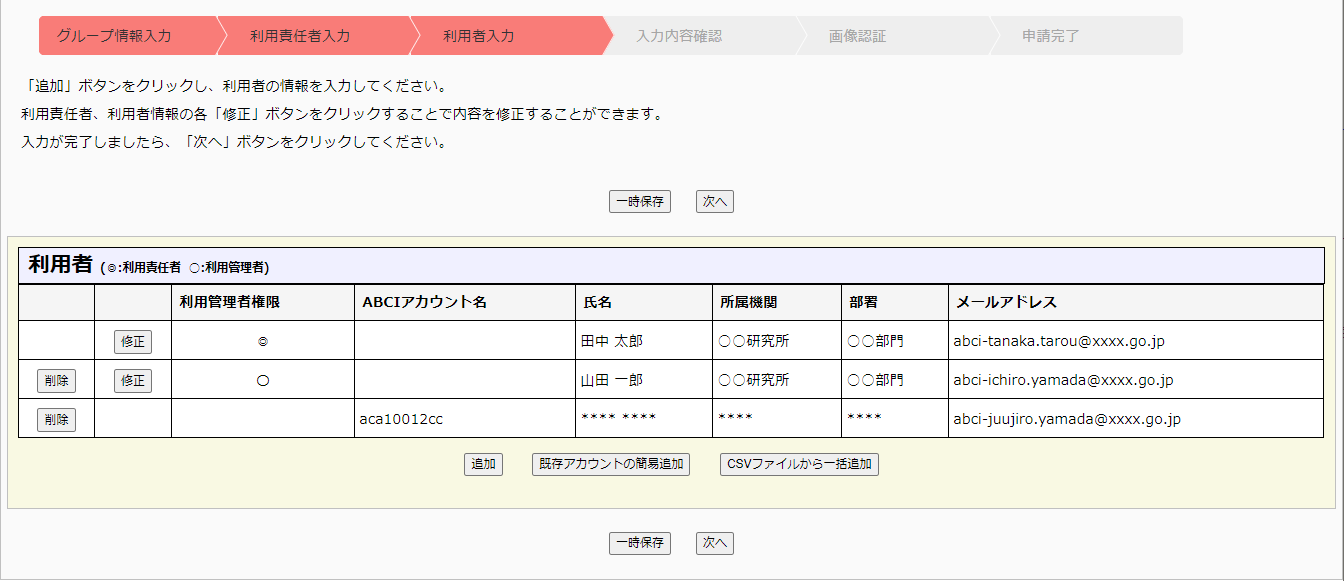 グループ情報入力 利用責任者入力 利用者入力 入力内容確認 画像認証 申請完了
「追加」ボタンをクリックし、利用者の情報を入力してください。
利用責任者、利用者情報の各「修正」ボタンをクリックすることで内容を修正することができます。
入力が完了しましたら、「次へ」ボタンをクリックしてください。
一時保存 次へ
利用者 (◎:利用責任者 ○:利用管理者)
利用管理者権限 ABCIアカウント名 氏名 所属機関 部署 メールアドレス
修正 ◎ 田中 太郎 〇〇研究所 〇〇部門 abci-tanaka.tarou@xxxx.go.jp
削除 修正 ○ 山田 一郎 〇〇研究所 〇〇部門 abci-ichiro.yamada@xxxx.go.jp
削除 aca10012cc **** **** **** **** abci-juujiro.yamada@xxxx.go.jp
追加 既存アカウントの簡易追加 CSVファイルから一括追加
一時保存 次へ